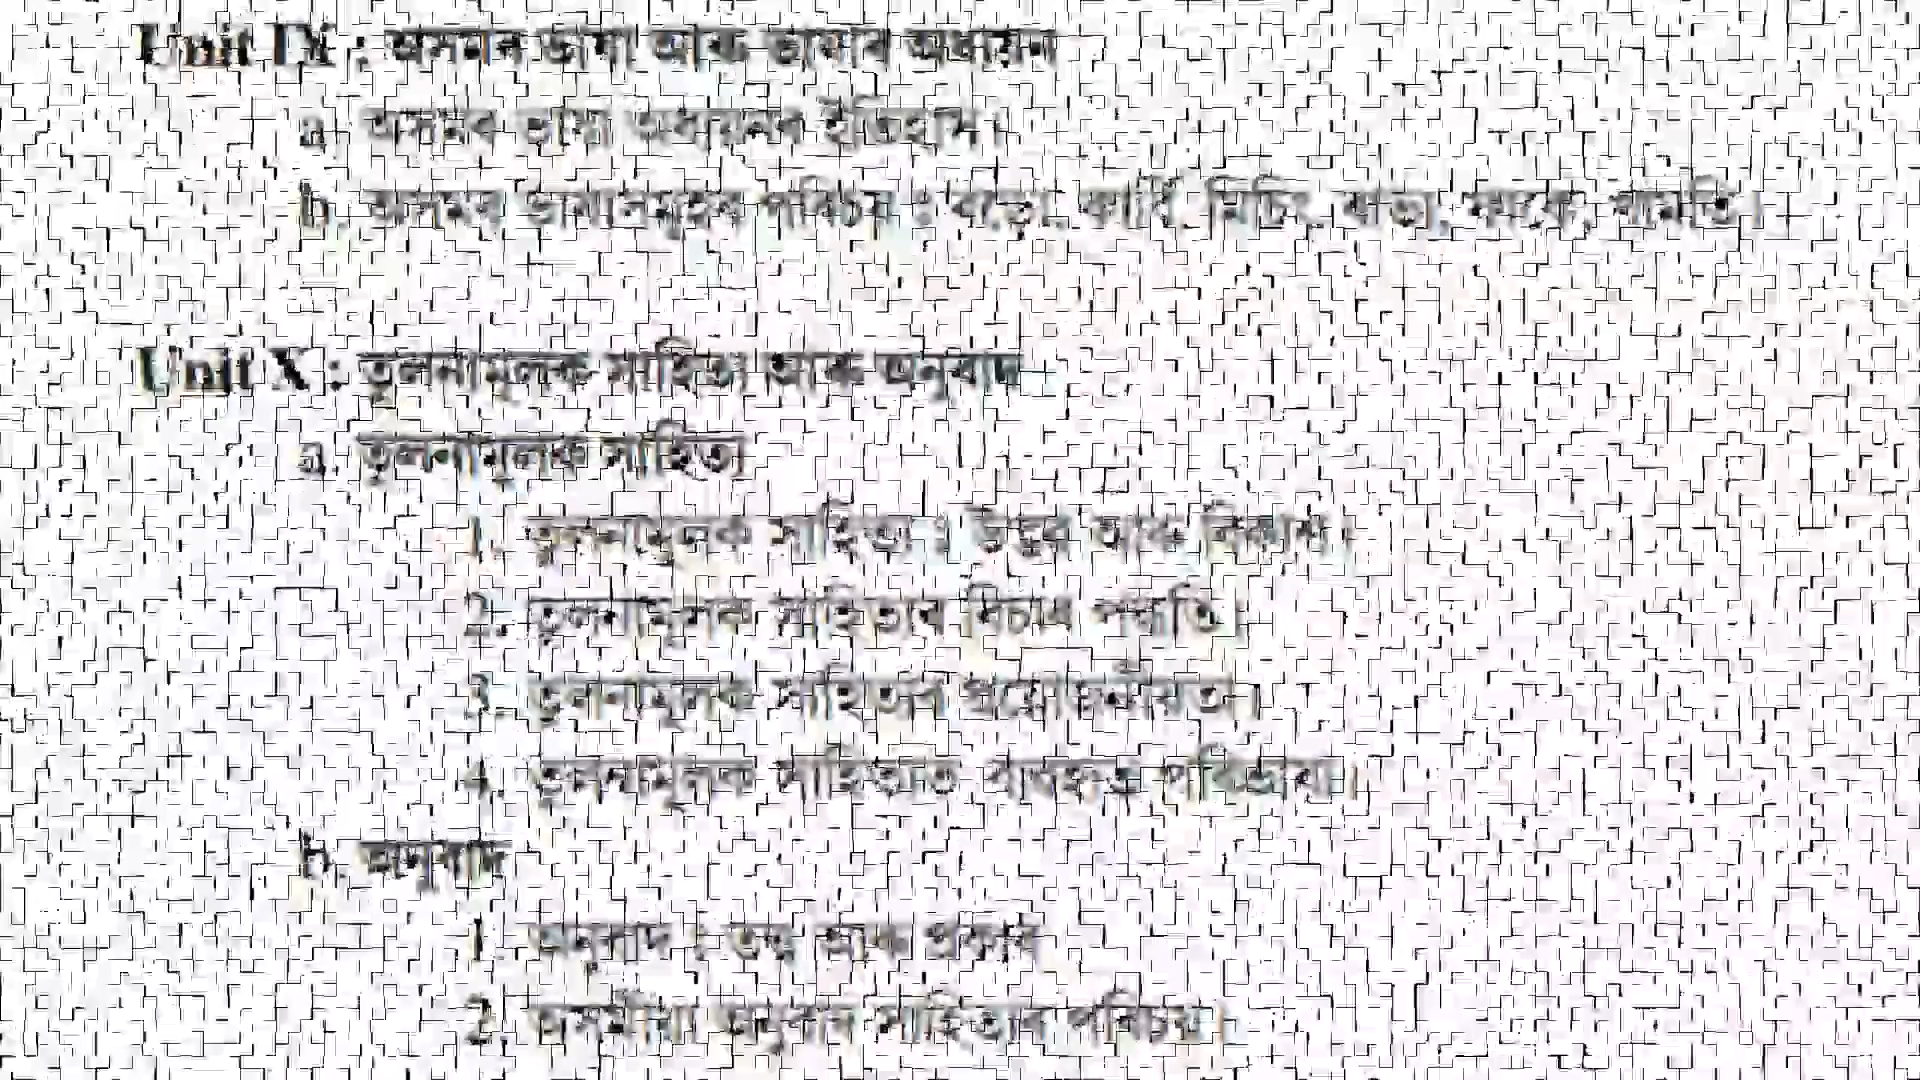 Unit IX : অসমৰ ভাষা আৰু ভাষাৰ অধ্যয়ন
a. অসমৰ ভাষা অধ্যয়নৰ ইতিহাস।
b. অসমৰ ভাষাসমূহৰ পৰিচয় : বড়ো, কাৰ্বি, মিচিং, ৰাভা,
Unit X : তুলনামূলক সাহিত্য আৰু অনুবাদ
a. তুলনামূলক সাহিত্য
1. তুলনামূলক সাহিত্য : উদ্ভৱ আৰু বিকাশ।
2. তুলনামূলক সাহিত্যৰ বিচাৰ পদ্ধতি।
3. তুলনামূলক সাহিত্যৰ প্ৰয়োজনীয়তা।
4. তুলনামূলক সাহিত্যত ব্যৱহৃত পৰিভাষা।
b. অনুবাদ
1. অনুবাদ : তত্ত্ব আৰু প্ৰকাৰ
2. অসমীয়া অনুবাদ সাহিত্যৰ পৰিচয়।